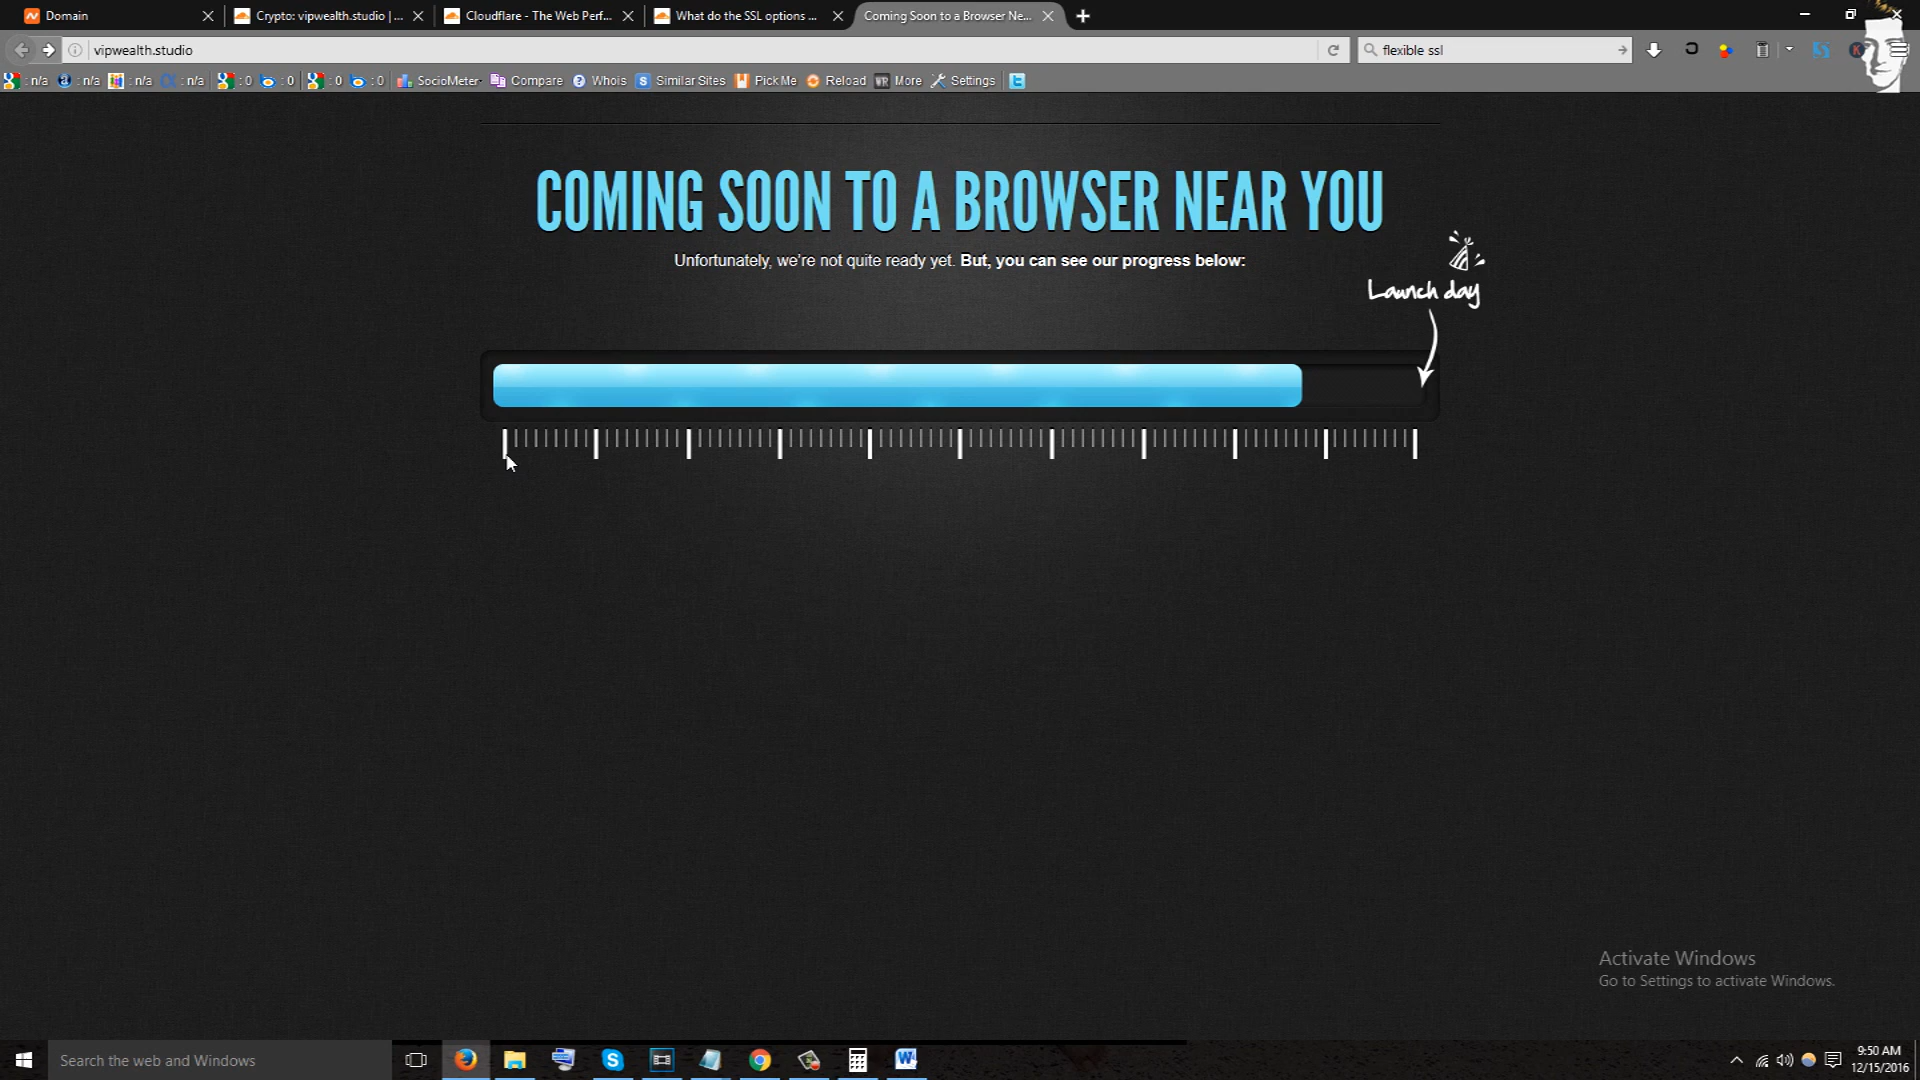 Domain
Crypto: vipwealth.studio | ...
Cloudflare - The Web Perf...
What do the SSL options ...
Coming Soon to a Browser Ne...
vipwealth.studio
flexible ssl
: n/a : n/a : n/a : n/a : 0 : 0 : 0 : 0 SocioMeter Compare Whois Similar Sites Pick Me Reload More Settings
COMING SOON TO A BROWSER NEAR YOU
Unfortunately, we're not quite ready yet. But, you can see our progress below:
Launch day
Activate Windows
Go to Settings to activate Windows.
Search the web and Windows
9:50 AM
12/15/2016